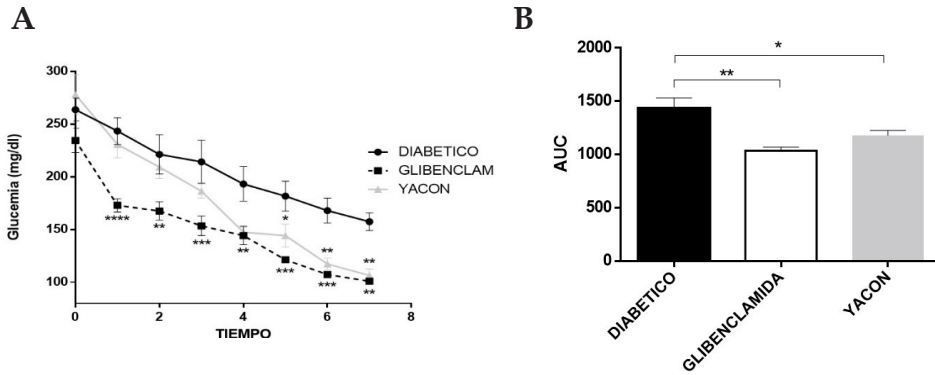 A
B
300
250
200
150
100
0
2
4
6
8
Glucemia (mg/dl)
TIEMPO
DIABETICO
GLIBENCLAM
YACON
****
**
***
**
*
***
**
***
**
**
2000
1500
1000
500
0
AUC
*
**
DIABETICO
GLIBENCLAMIDA
YACON